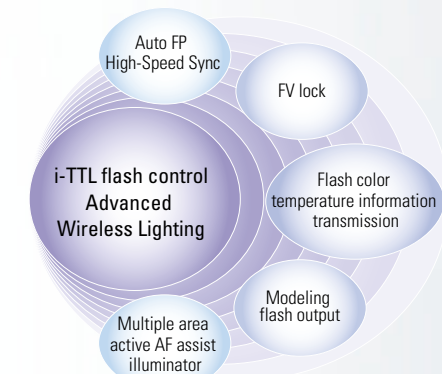 Auto FP
High-Speed Sync
FV lock
i-TTL flash control
Advanced
Wireless Lighting
Flash color
temperature information
transmission
Modeling
flash output
Multiple area
active AF assist
illuminator